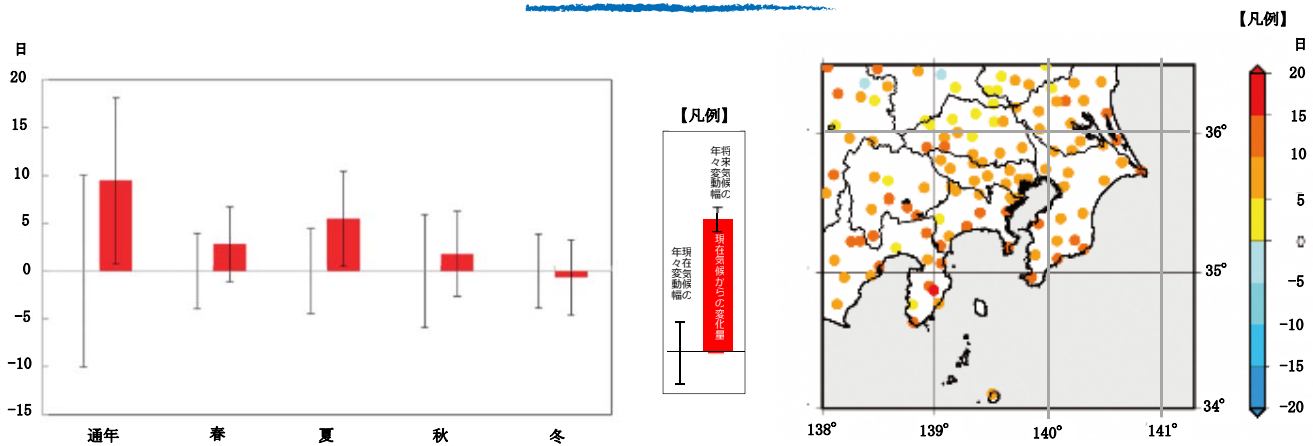 日
20
15
10
5
0
-5
-10
-15
通年
春
夏
秋
冬
【凡例】
将来気候の
年々変動幅
現在気候の
年々変動幅
現在気候からの変化量
36°
35°
34°
138°
139°
140°
141°
【凡例】
日
20
15
10
5
0
-5
-10
-15
-20